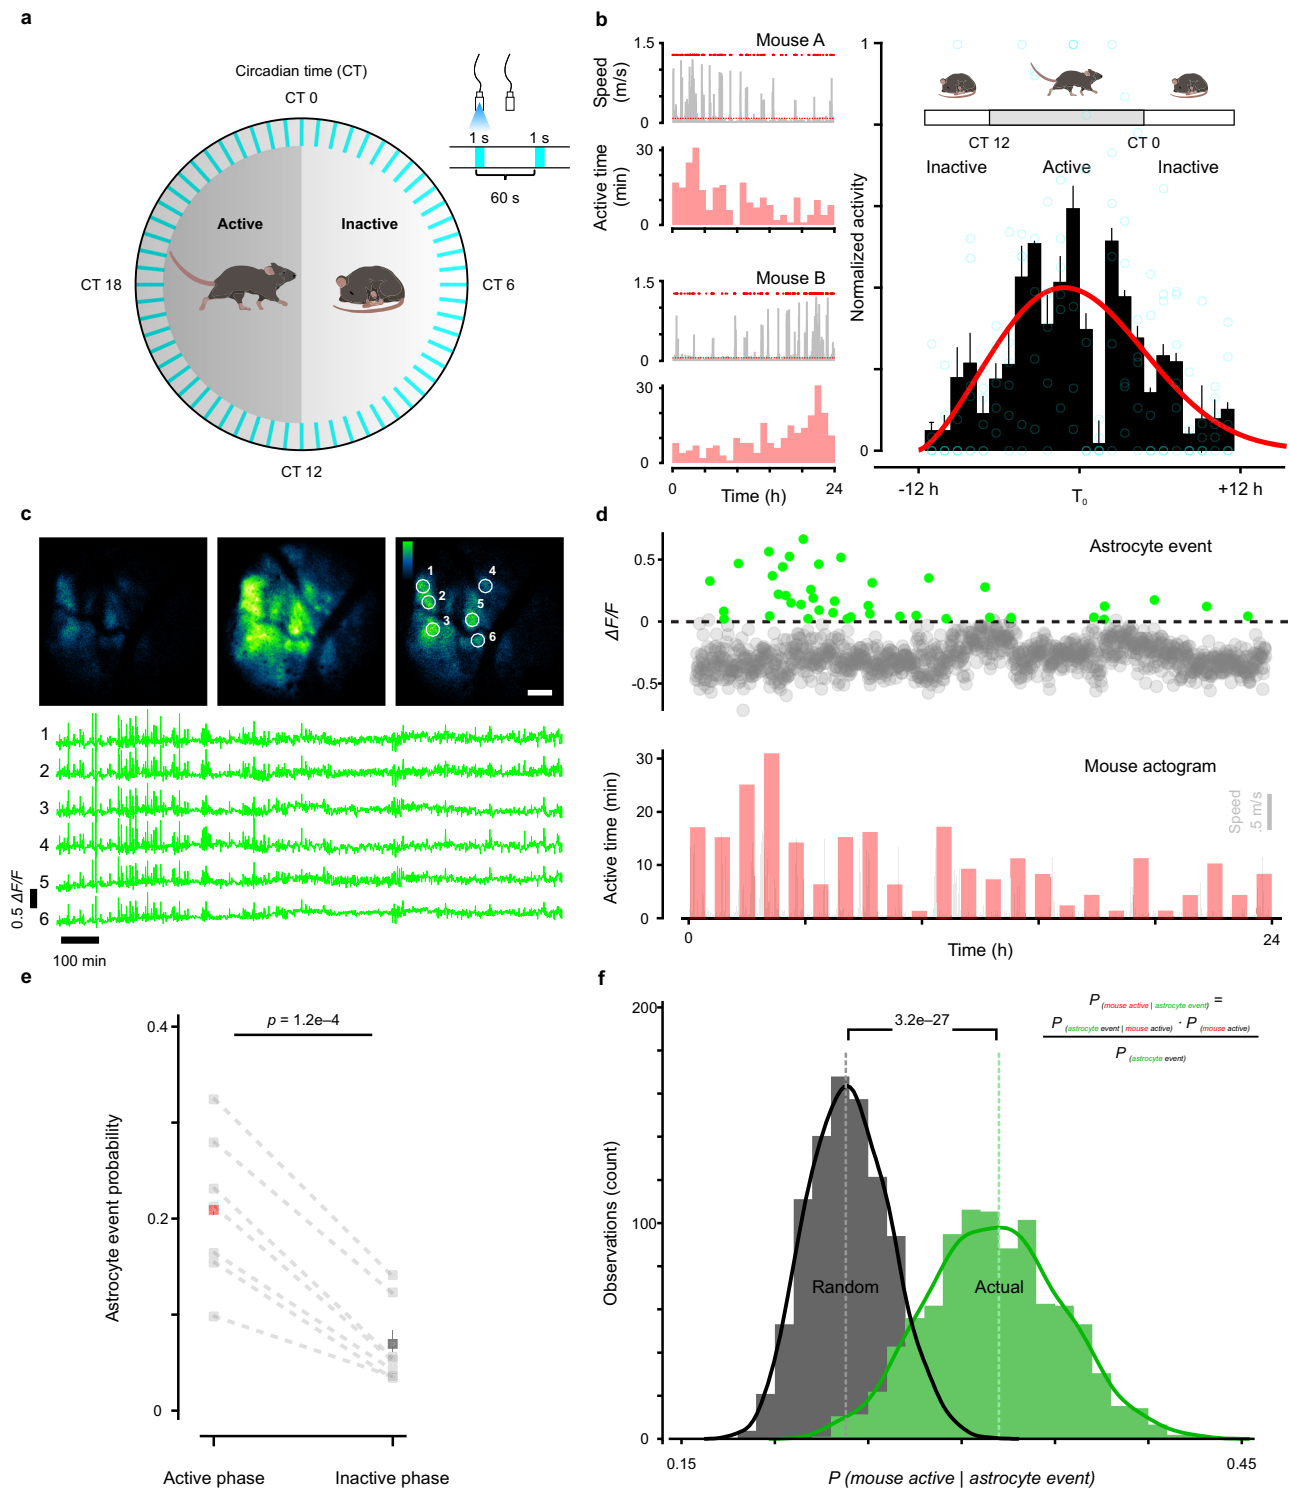 a
Circadian time (CT)
CT 0
CT 6
CT 12
CT 18
Active
Inactive
1 s
1 s
60 s
b
Mouse A
1.5
Speed
(m/s)
0
30
Active time
(min)
0
Mouse B
1.5
0
30
0
0
24
Time (h)
1
Normalized activity
0
CT 12
CT 0
Inactive
Active
Inactive
-12 h
T0
+12 h
c
1
2
3
4
5
6
1
2
3
4
5
6
0.5 ΔF/F
100 min
d
Astrocyte event
0.5
0
-0.5
ΔF/F
Mouse actogram
30
20
10
0
Active time (min)
Speed
.5 m/s
0
24
Time (h)
e
p = 1.2e–4
0.4
0.2
0
Astrocyte event probability
Active phase
Inactive phase
f
200
100
0
Observations (count)
3.2e–27
P (mouse active | astrocyte event) =
P (astrocyte event | mouse active) · P (mouse active)
P (astrocyte event)
Random
Actual
0.15
0.45
P (mouse active | astrocyte event)